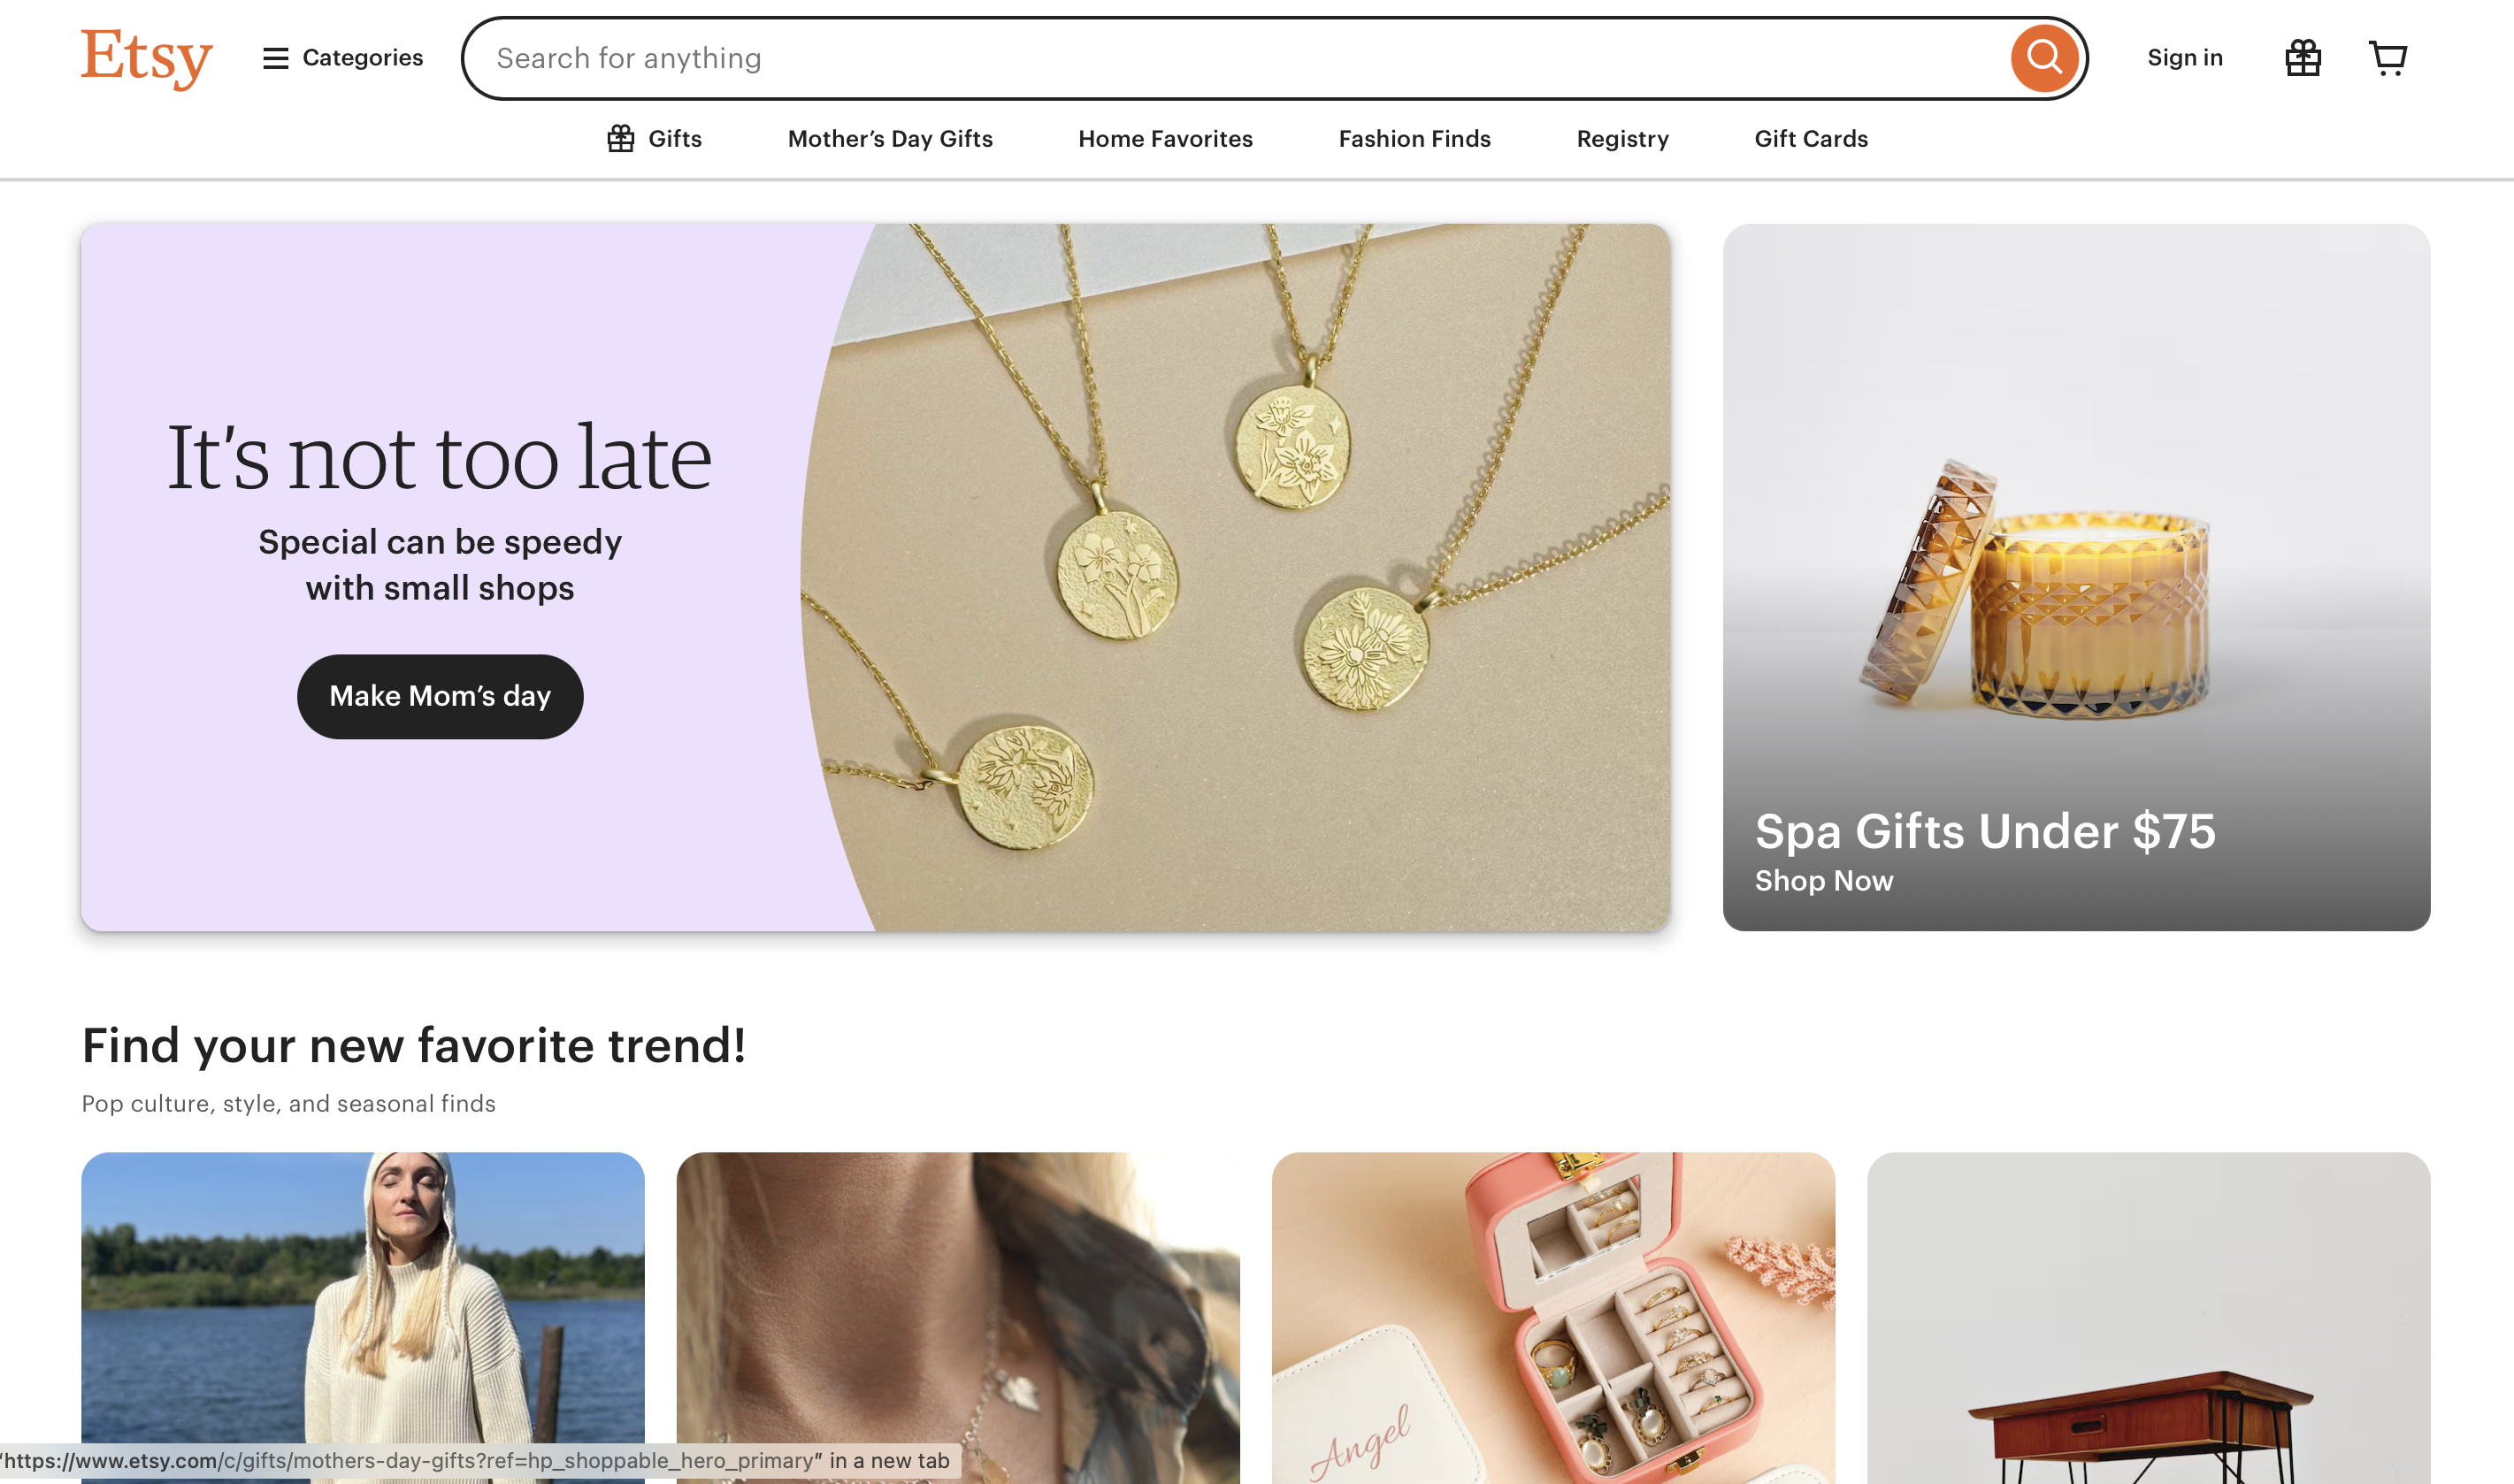 Etsy
Categories
Search for anything
Sign in
Gifts
Mother’s Day Gifts
Home Favorites
Fashion Finds
Registry
Gift Cards
It’s not too late
Special can be speedy
with small shops
Make Mom’s day
Spa Gifts Under $75
Shop Now
Find your new favorite trend!
Pop culture, style, and seasonal finds
Angel
“https://www.etsy.com/c/gifts/mothers-day-gifts?ref=hp_shoppable_hero_primary” in a new tab